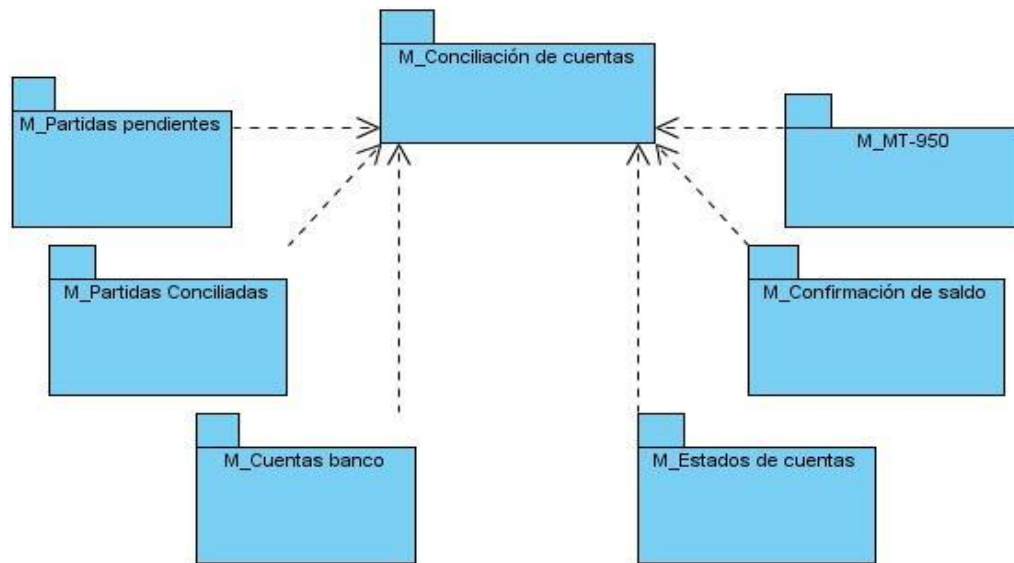 M_Conciliación de cuentas
M_Partidas pendientes
M_MT-950
M_Partidas Conciliadas
M_Confirmación de saldo
M_Cuentas banco
M_Estados de cuentas